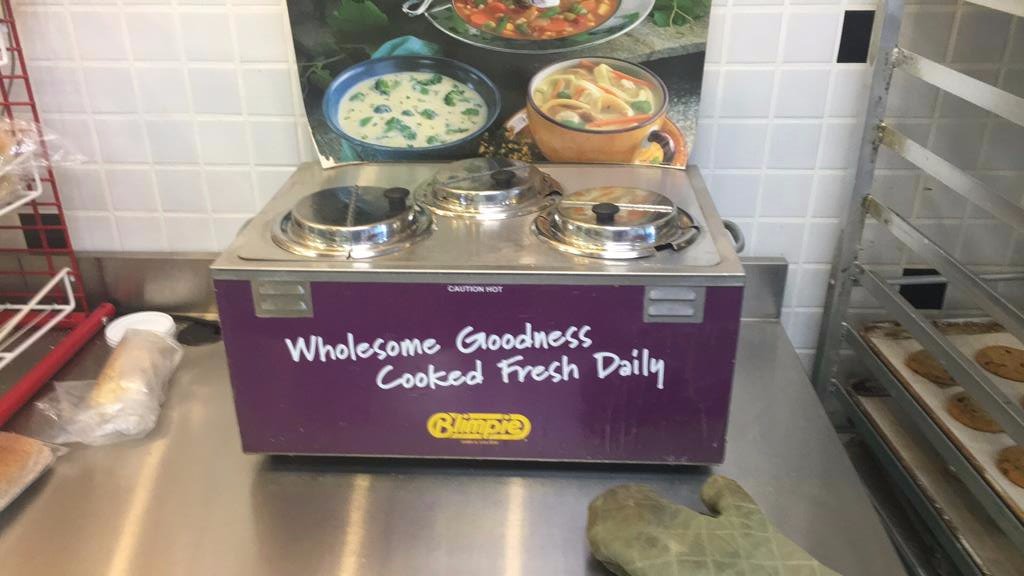 CAUTION HOT
Wholesome Goodness
Cooked Fresh Daily
Blimpie